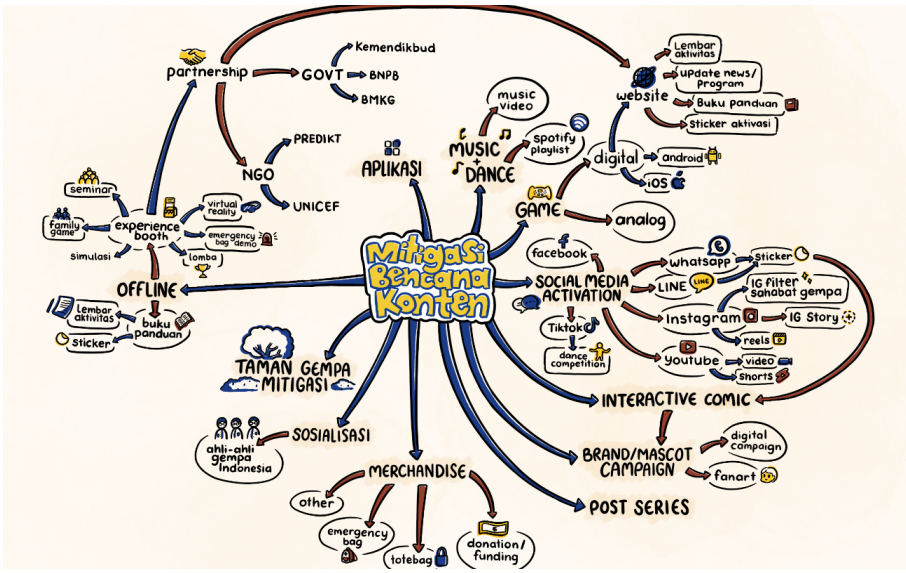 partnership
GOVT
Kemendikbud
BNPB
BMKG
NGO
PREDIKT
UNICEF
seminar
family
game
simulasi
experience
booth
virtual
reality
emergency
bag demo
lomba
OFFLINE
Lembar
aktivitas
sticker
buku
panduan
APLIKASI
MUSIC
+
DANCE
music
video
spotify
playlist
GAME
digital
android
iOS
analog
website
Lembar
aktivitas
update news/
Program
Buku panduan
Sticker aktivasi
Mitigasi
Bencana
Konten
SOCIAL MEDIA
ACTIVATION
facebook
Tiktok
dance
competition
whatsapp
sticker
LINE
LINE
Instagram
IG filter
sahabat gempa
IG Story
reels
youtube
video
shorts
INTERACTIVE COMIC
BRAND/MASCOT
CAMPAIGN
digital
campaign
fanart
POST SERIES
TAMAN GEMPA
MITIGASI
SOSIALISASI
ahli-ahli
gempa
Indonesia
MERCHANDISE
other
emergency
bag
totebag
donation/
funding